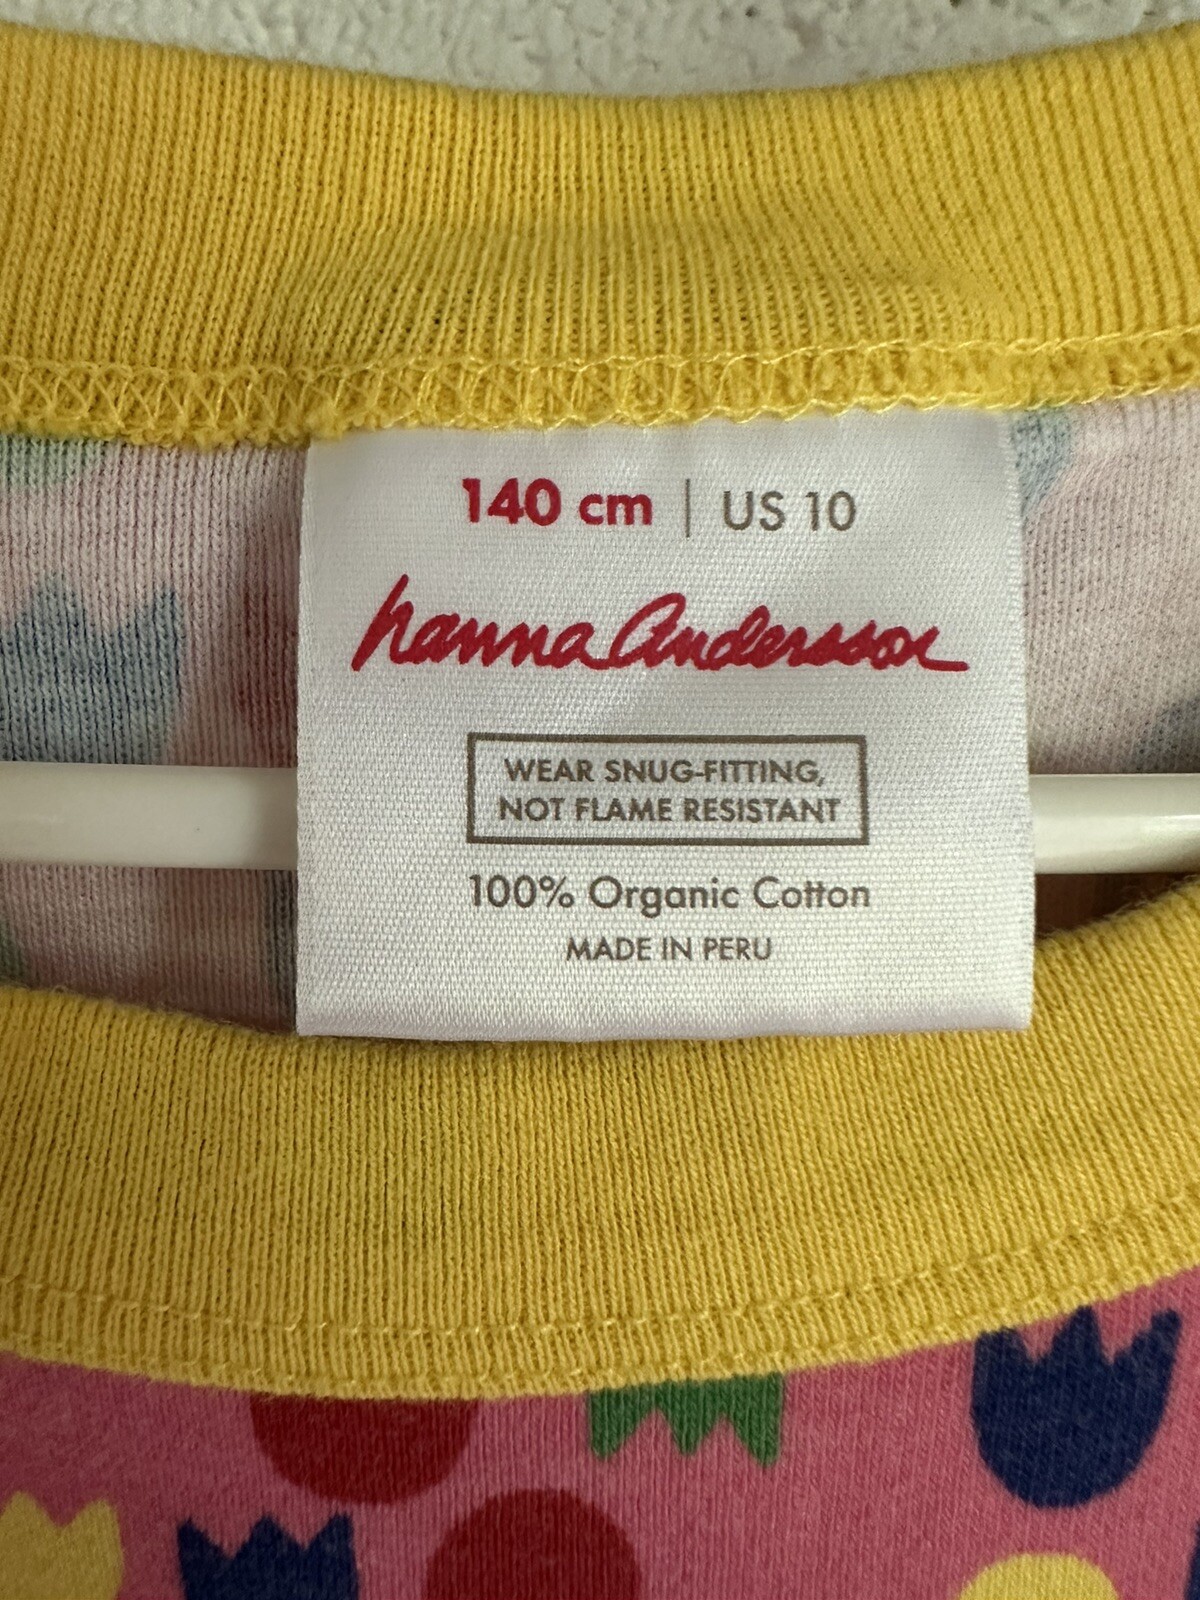 140 cm | US 10
hanna Andersson
WEAR SNUG-FITTING,
NOT FLAME RESISTANT
100% Organic Cotton
MADE IN PERU